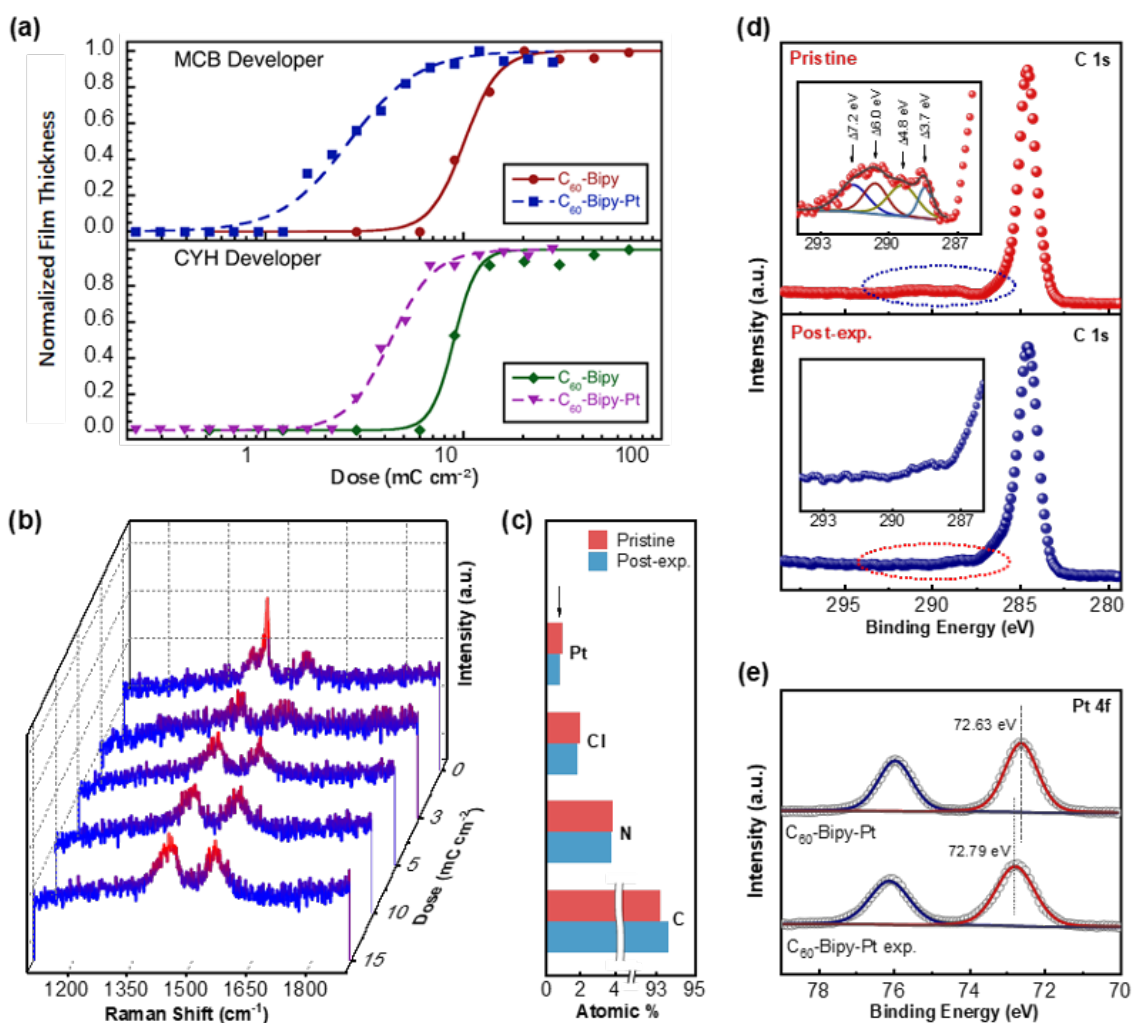 (a)
MCB Developer
C60-Bipy
C60-Bipy-Pt
1.0
0.8
0.6
0.4
0.2
0.0
CYH Developer
C60-Bipy
C60-Bipy-Pt
0.8
0.6
0.4
0.2
0.0
Normalized Film Thickness
1 10 100
Dose (mC cm-2)
(b)
Intensity (a.u.)
0
3
5
10
15
Dose (mC cm-2)
1200 1350 1500 1650 1800
Raman Shift (cm-1)
(c)
Pristine
Post-exp.
Pt
Cl
N
C
0 2 4 93 95
Atomic %
(d)
Pristine
C 1s
Δ7.2 eV
Δ6.0 eV
Δ4.8 eV
Δ3.7 eV
293 290 287
Post-exp.
C 1s
293 290 287
Intensity (a.u.)
295 290 285 280
Binding Energy (eV)
(e)
Pt 4f
72.63 eV
C60-Bipy-Pt
72.79 eV
C60-Bipy-Pt exp.
Intensity (a.u.)
78 76 74 72 70
Binding Energy (eV)